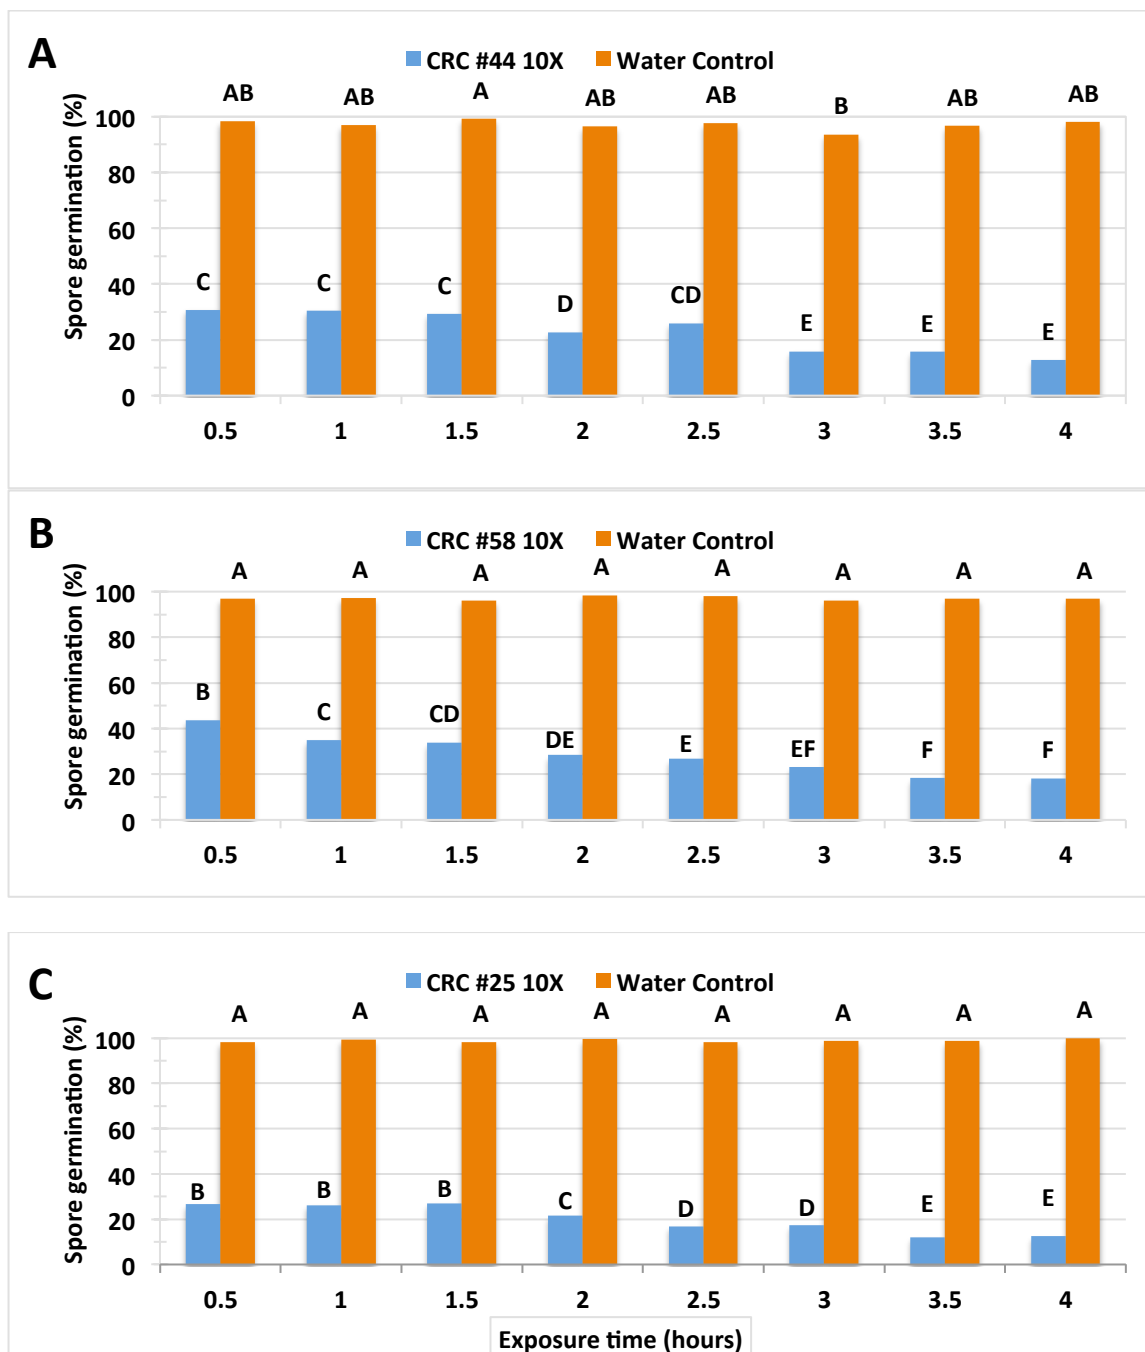 A
CRC #44 10X Water Control
AB AB A AB AB B AB AB
Spore germination (%)
100
80
60
40
20
0
C C C D CD E E E
0.5 1 1.5 2 2.5 3 3.5 4
B
CRC #58 10X Water Control
A A A A A A A A
Spore germination (%)
100
80
60
40
20
0
B C CD DE E EF F F
0.5 1 1.5 2 2.5 3 3.5 4
C
CRC #25 10X Water Control
A A A A A A A A
Spore germination (%)
100
80
60
40
20
0
B B B C D D E E
0.5 1 1.5 2 2.5 3 3.5 4
Exposure time (hours)